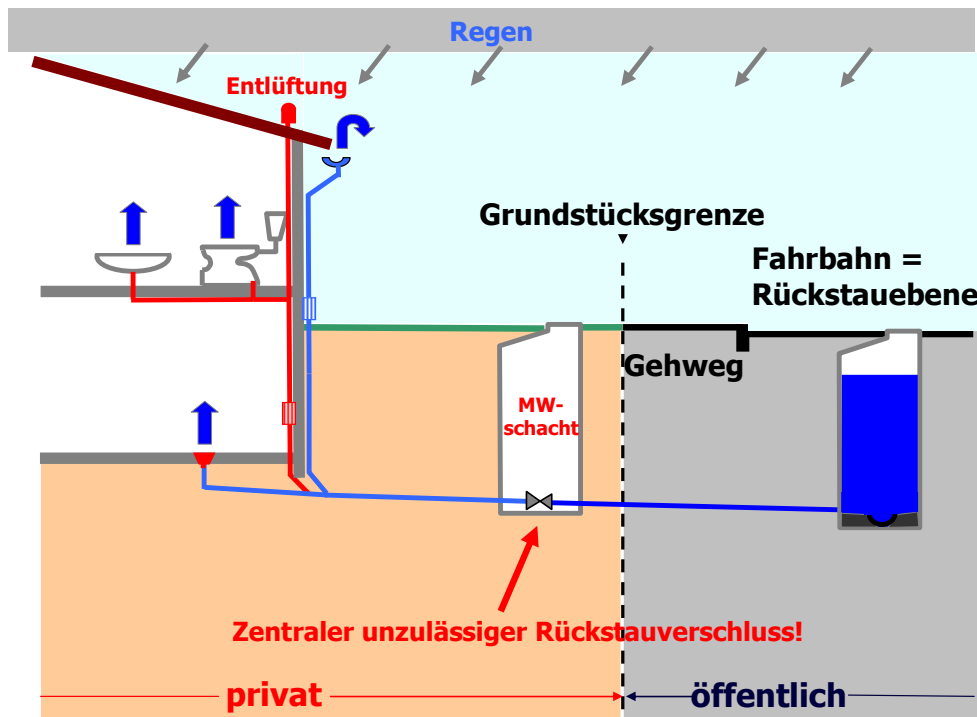 Regen
Entlüftung
Grundstücksgrenze
Fahrbahn =
Rückstauebene
Gehweg
MW-
schacht
Zentraler unzulässiger Rückstauverschluss!
privat
öffentlich